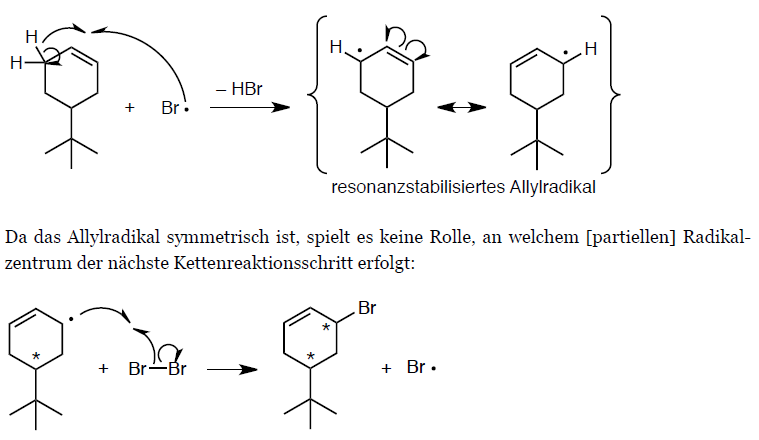 H
H
+ Br •
– HBr
H •
• H
resonanzstabilisiertes Allylradikal
Da das Allylradikal symmetrisch ist, spielt es keine Rolle, an welchem [partiellen] Radikal-
zentrum der nächste Kettenreaktionsschritt erfolgt:
•
*
+ Br–Br
Br
*
*
+ Br •